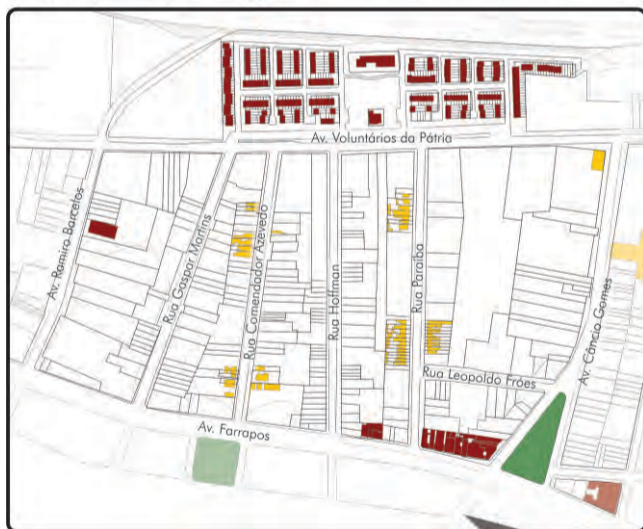 Av. Voluntários da Pátria
Av. Ramiro Barcelos
Rua Gaspar Martins
Rua Comendador Azevedo
Rua Hoffman
Rua Paraíba
Av. Câncio Gomes
Rua Leopoldo Fróes
Av. Farrapos